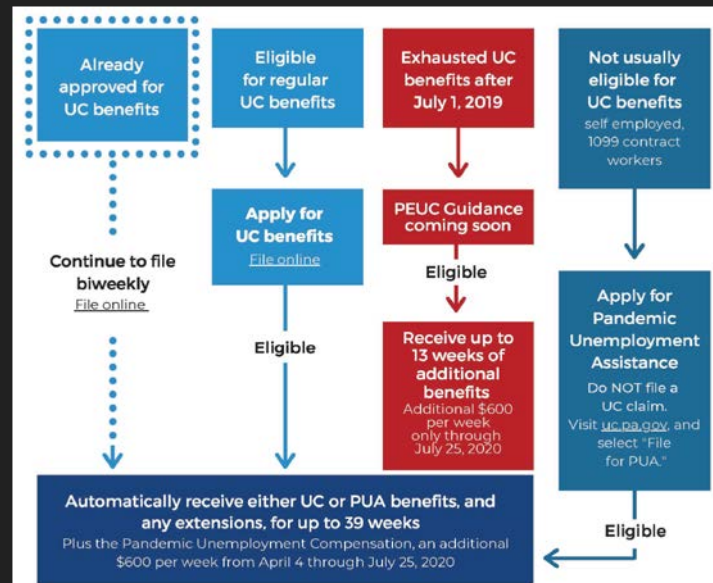 Already
approved for
UC benefits
Continue to file
biweekly
File online
Eligible
for regular
UC benefits
Apply for
UC benefits
File online
Eligible
Exhausted UC
benefits after
July 1, 2019
PEUC Guidance
coming soon
Eligible
Receive up to
13 weeks of
additional
benefits
Additional $600
per week
only through
July 25, 2020
Not usually
eligible for
UC benefits
self employed,
1099 contract
workers
Apply for
Pandemic
Unemployment
Assistance
Do NOT file a
UC claim.
Visit uc.pa.gov, and
select "File
for PUA."
Eligible
Automatically receive either UC or PUA benefits, and
any extensions, for up to 39 weeks
Plus the Pandemic Unemployment Compensation, an additional
$600 per week from April 4 through July 25, 2020